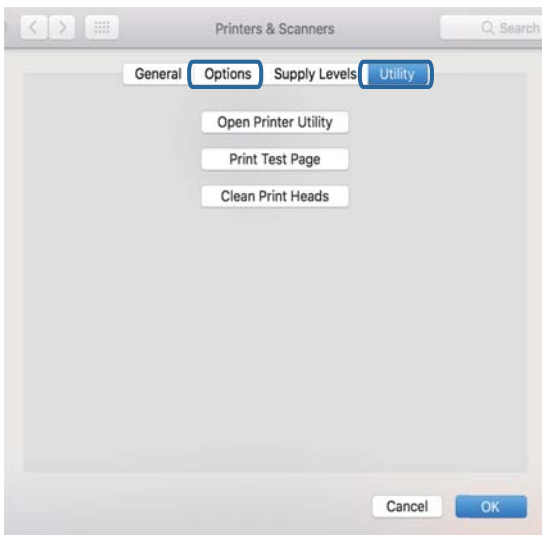 Printers & Scanners Search
General Options Supply Levels Utility
Open Printer Utility
Print Test Page
Clean Print Heads
Cancel OK